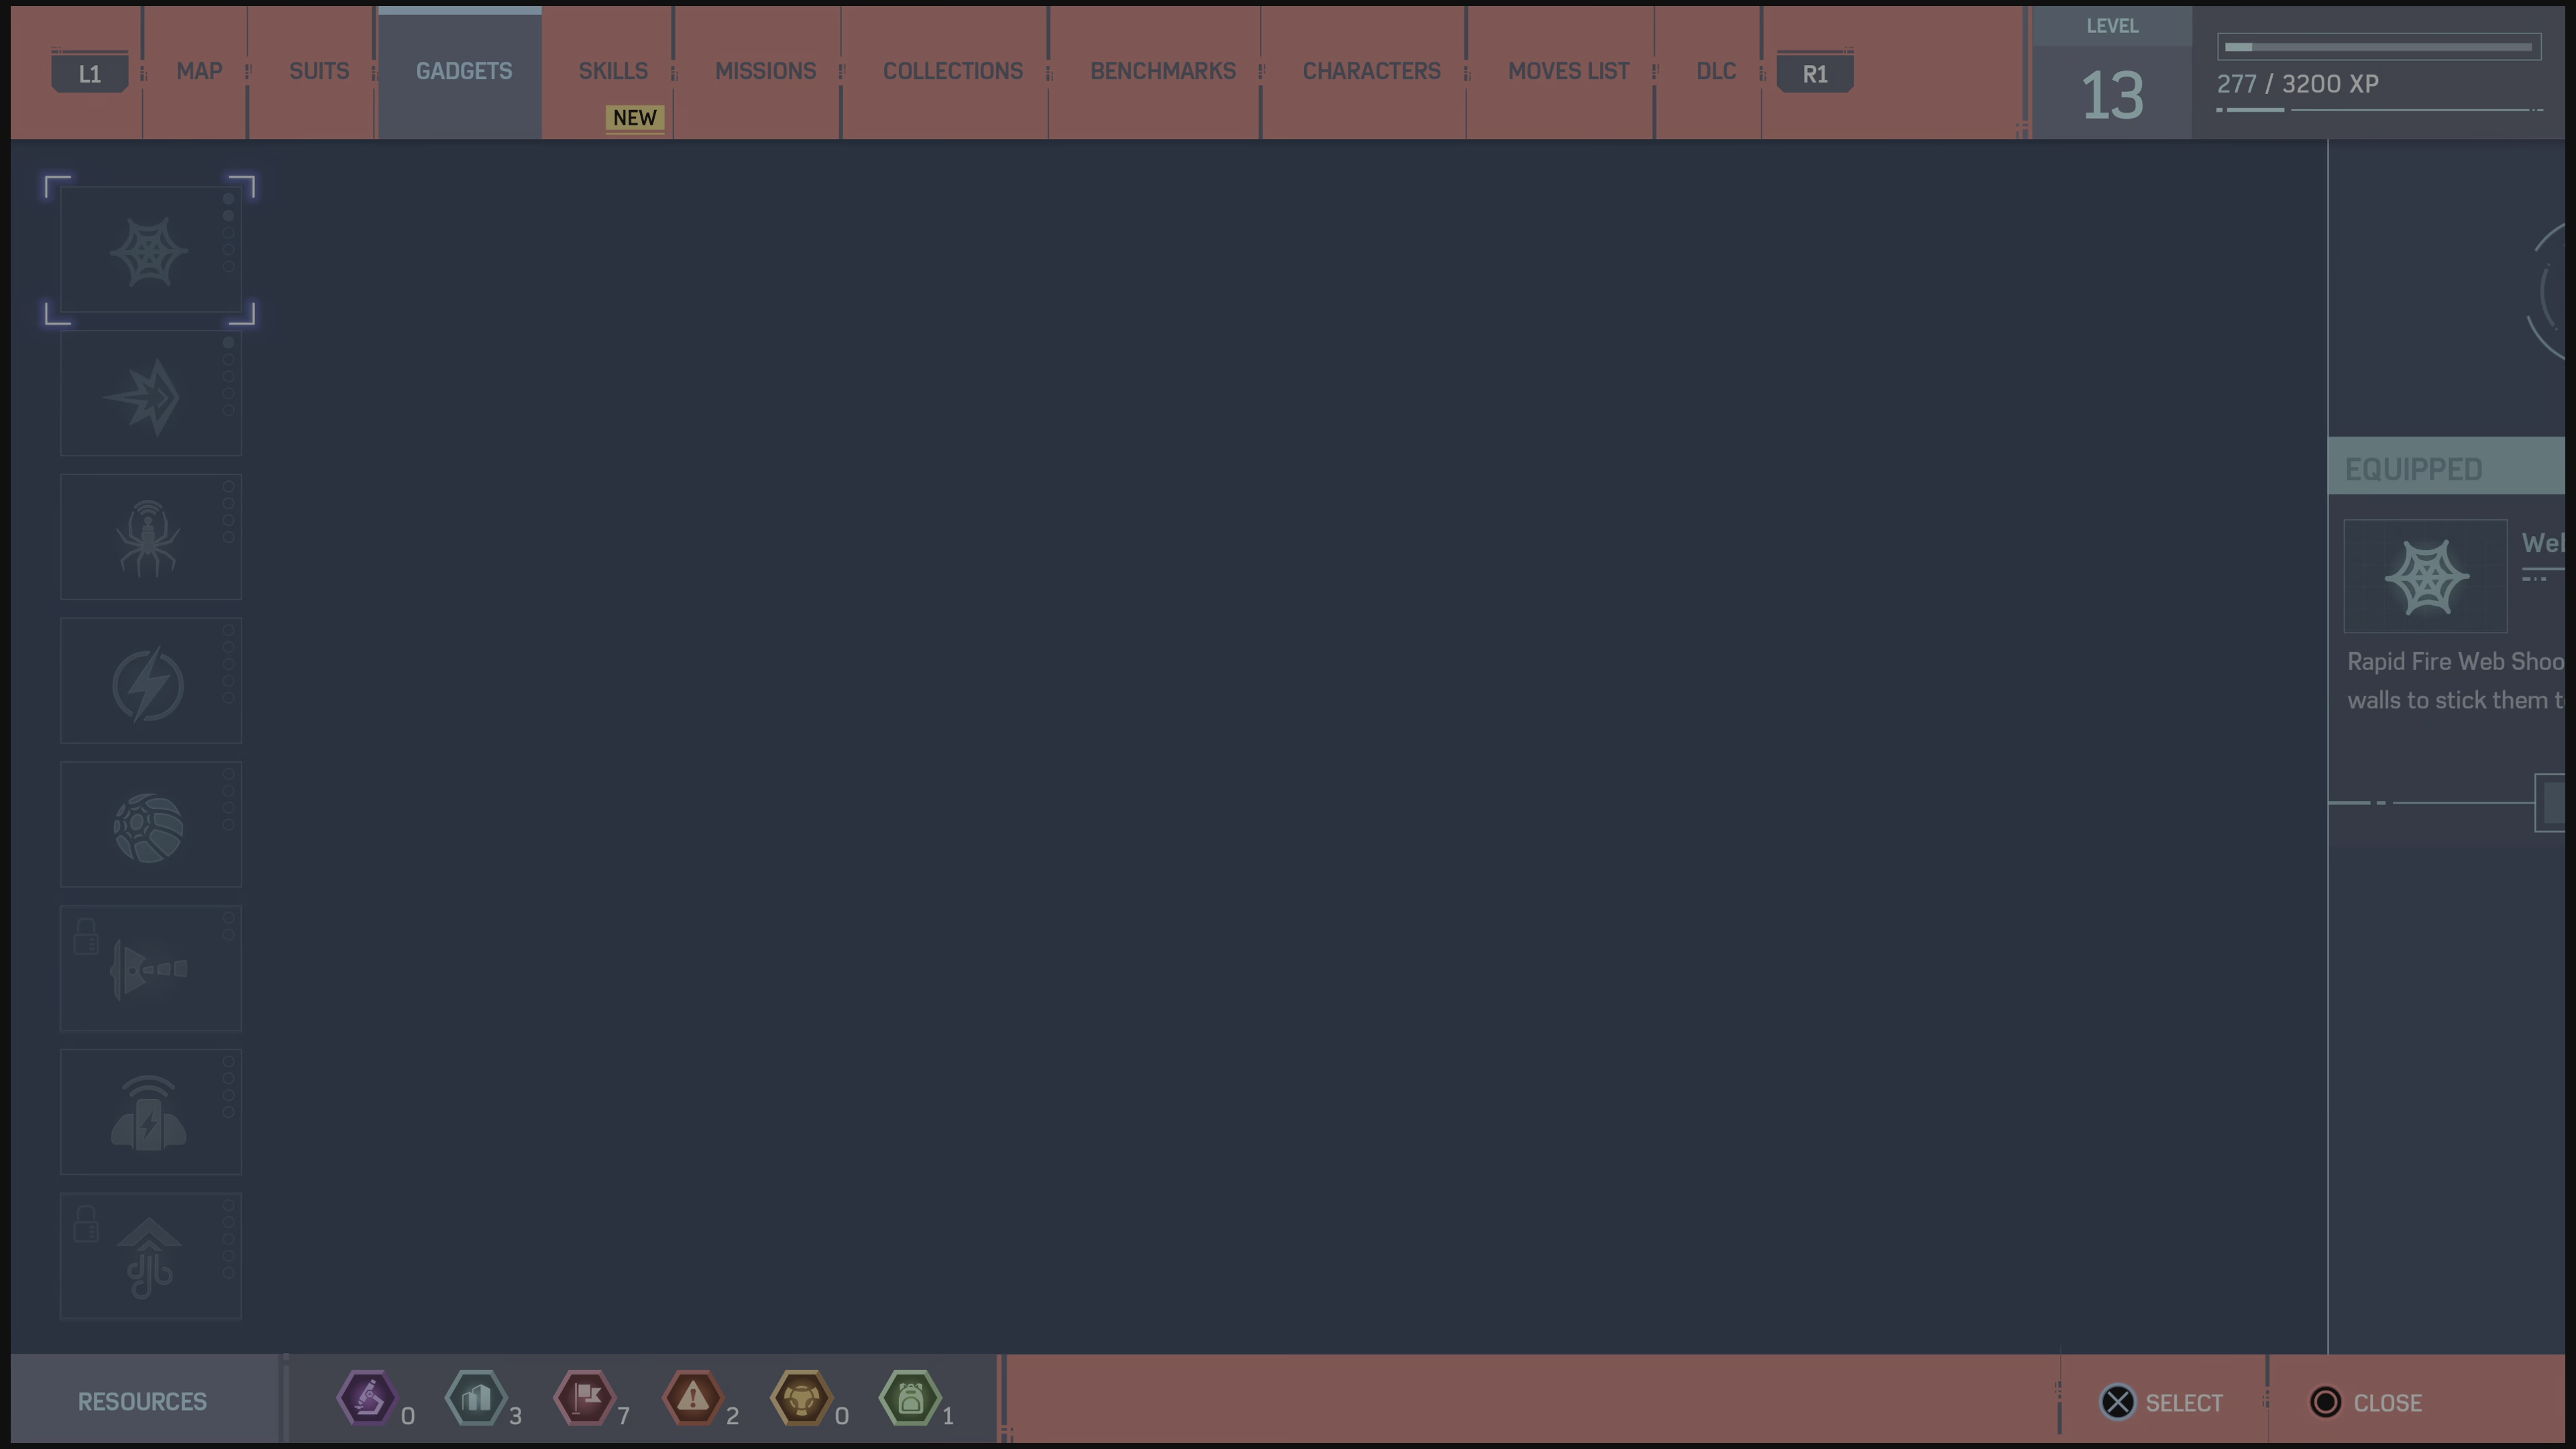 L1
MAP
SUITS
GADGETS
SKILLS
NEW
MISSIONS
COLLECTIONS
BENCHMARKS
CHARACTERS
MOVES LIST
DLC
R1
LEVEL
13
277 / 3200 XP
EQUIPPED
Rapid Fire Web Shoo
walls to stick them
RESOURCES
0
3
7
2
0
1
SELECT
CLOSE